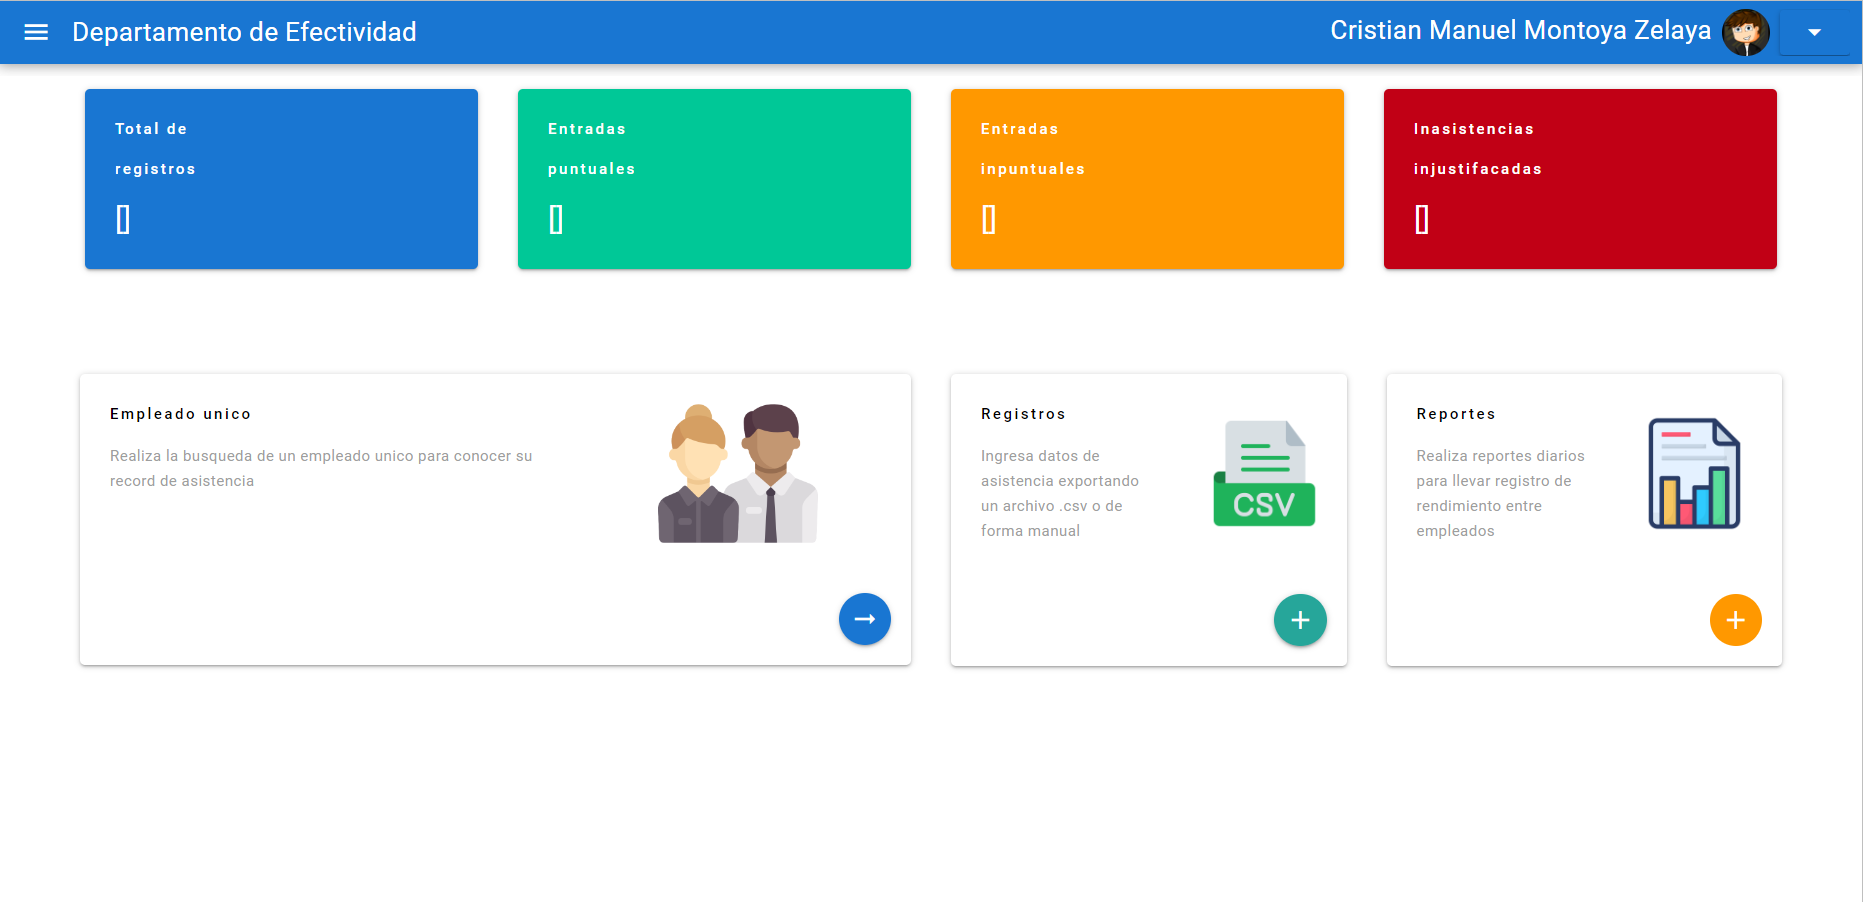 Departamento de Efectividad
Cristian Manuel Montoya Zelaya
Total de
registros
[]
Entradas
puntuales
[]
Entradas
inpuntuales
[]
Inasistencias
injustifacadas
[]
Empleado unico
Realiza la busqueda de un empleado unico para conocer su
record de asistencia
Registros
Ingresa datos de
asistencia exportando
un archivo .csv o de
forma manual
CSV
Reportes
Realiza reportes diarios
para llevar registro de
rendimiento entre
empleados